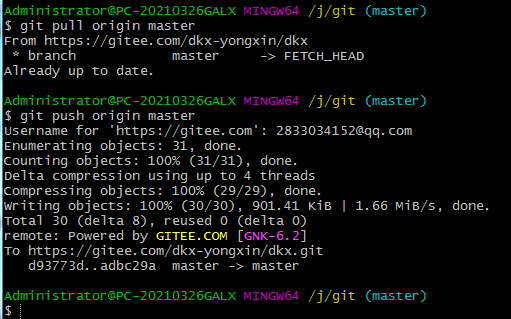 Administrator@PC-20210326GALX MINGW64 /j/git (master)
$ git pull origin master
From https://gitee.com/dkx-yongxin/dkx
 * branch            master     -> FETCH_HEAD
Already up to date.
Administrator@PC-20210326GALX MINGW64 /j/git (master)
$ git push origin master
Username for 'https://gitee.com': 2833034152@qq.com
Enumerating objects: 31, done.
Counting objects: 100% (31/31), done.
Delta compression using up to 4 threads
Compressing objects: 100% (29/29), done.
Writing objects: 100% (30/30), 901.41 KiB | 1.66 MiB/s, done.
Total 30 (delta 8), reused 0 (delta 0)
remote: Powered by GITEE.COM [GNK-6.2]
To https://gitee.com/dkx-yongxin/dkx.git
   d93773d..adbc29a  master -> master
Administrator@PC-20210326GALX MINGW64 /j/git (master)
$